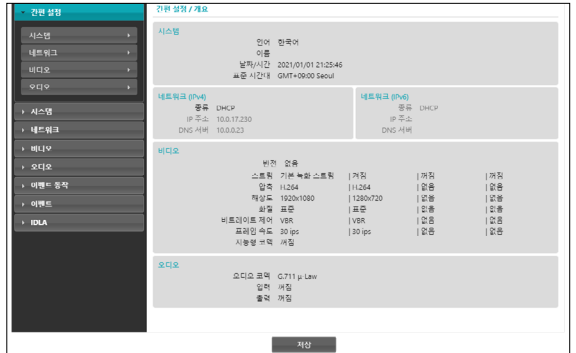 간편 설정
시스템
네트워크
비디오
오디오
시스템
네트워크
비디오
오디오
이벤트 동작
이벤트
IDLA
간편 설정 / 개요
시스템
언어 한국어
이름
날짜/시간 2021/01/01 21:25:46
표준 시간대 GMT+09:00 Seoul
네트워크 (IPv4)
종류 DHCP
IP 주소 10.0.17.230
DNS 서버 10.0.0.23
네트워크 (IPv6)
종류 DHCP
IP 주소
DNS 서버
비디오
회전 없음
스트림 기본 녹화 스트림 | 켜짐 | 꺼짐 | 꺼짐
압축 H.264 | H.264 | 없음 | 없음
해상도 1920x1080 | 1280x720 | 없음 | 없음
화질 표준 | 표준 | 없음 | 없음
비트레이트 제어 VBR | VBR | 없음 | 없음
프레임 속도 30 ips | 30 ips | 없음 | 없음
지능형 코덱 꺼짐
오디오
오디오 코덱 G.711 μ-Law
입력 꺼짐
출력 꺼짐
저장